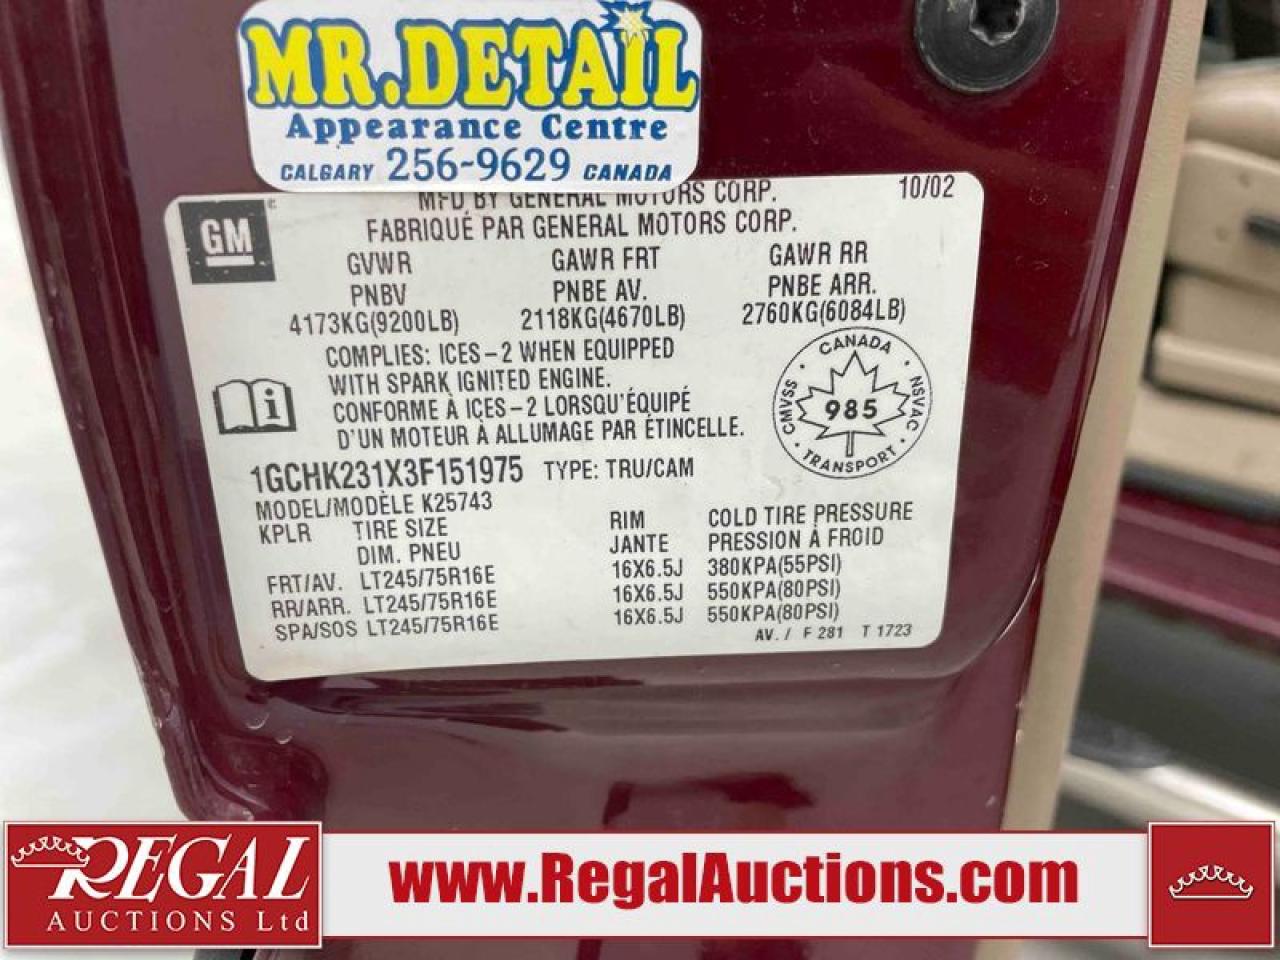 MR.DETAIL
Appearance Centre
CALGARY 256-9629 CANADA
MFD BY GENERAL MOTORS CORP. 10/02
GM
FABRIQUÉ PAR GENERAL MOTORS CORP.
GVWR GAWR FRT GAWR RR
PNBV PNBE AV. PNBE ARR.
4173KG(9200LB) 2118KG(4670LB) 2760KG(6084LB)
COMPLIES: ICES-2 WHEN EQUIPPED
WITH SPARK IGNITED ENGINE.
CONFORME À ICES-2 LORSQU'ÉQUIPÉ
D'UN MOTEUR À ALLUMAGE PAR ÉTINCELLE.
CANADA
CMVSS 985 NSVAC
TRANSPORT
1GCHK231X3F151975 TYPE: TRU/CAM
MODEL/MODÈLE K25743
KPLR TIRE SIZE RIM COLD TIRE PRESSURE
DIM. PNEU JANTE PRESSION À FROID
FRT/AV. LT245/75R16E 16X6.5J 380KPA(55PSI)
RR/ARR. LT245/75R16E 16X6.5J 550KPA(80PSI)
SPA/SOS LT245/75R16E 16X6.5J 550KPA(80PSI)
AV. / F 281 T 1723
REGAL
AUCTIONS Ltd
www.RegalAuctions.com